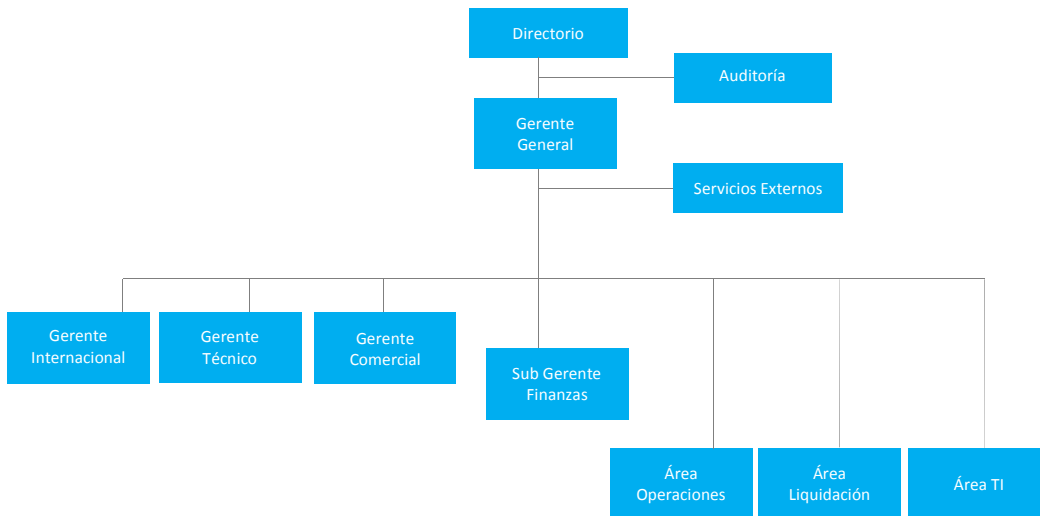 Directorio
Auditoría
Gerente
General
Servicios Externos
Gerente
Internacional
Gerente
Técnico
Gerente
Comercial
Sub Gerente
Finanzas
Área
Operaciones
Área
Liquidación
Área TI